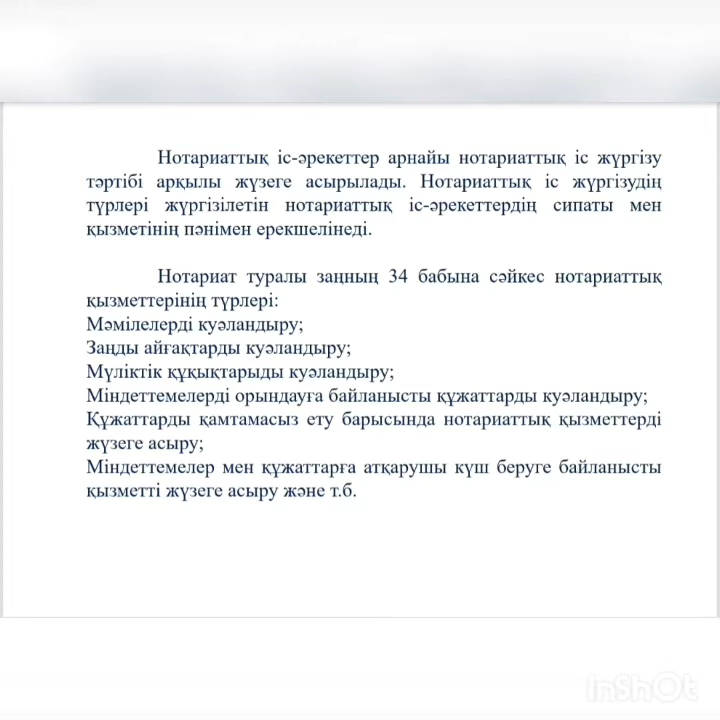 Нотариаттық іс-әрекеттер арнайы нотариаттық іс жүргізу
тәртібі арқылы жүзеге асырылады. Нотариаттық іс жүргізудің
түрлері жүргізілетін нотариаттық іс-әрекеттердің сипаты мен
қызметінің пәнімен ерекшелінеді.
Нотариат туралы заңның 34 бабына сәйкес нотариаттық
қызметтерінің түрлері:
Мәмілелерді куәландыру;
Заңды айғақтарды куәландыру;
Мүліктік құқықтарыды куәландыру;
Міндеттемелерді орындауға байланысты құжаттарды куәландыру;
Құжаттарды қамтамасыз ету барысында нотариаттық қызметтерді
жүзеге асыру;
Міндеттемелер мен құжаттарға атқарушы күш беруге байланысты
қызметті жүзеге асыру және т.б.
InShOt